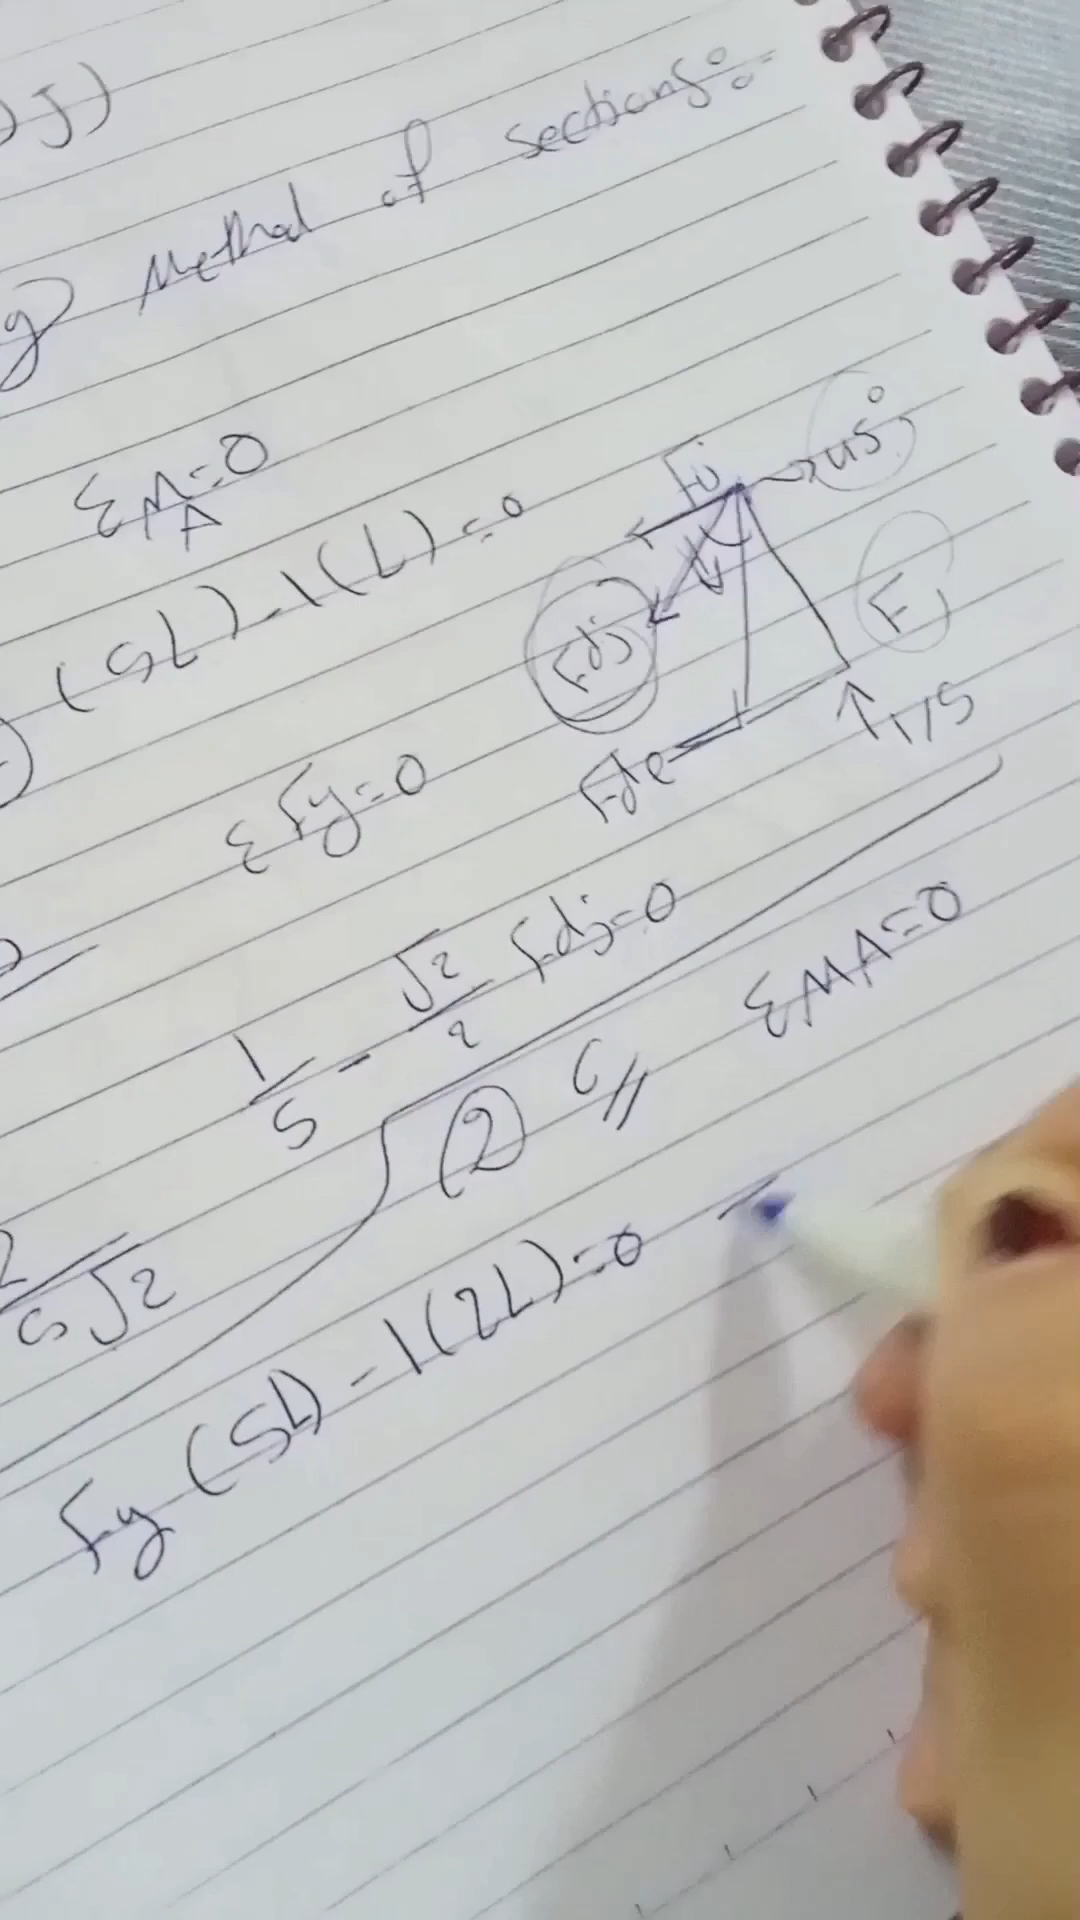 j)
Method of sections:-
ΣM_A=0
(5L)-1(L)=0
Fij
45°
Fdj
F
Fde
1/5
ΣFy=0
1/5 - √2/2 Fdj=0
2
5√2
(2) C//
ΣMA=0
Fy(5L)-1(2L)=0